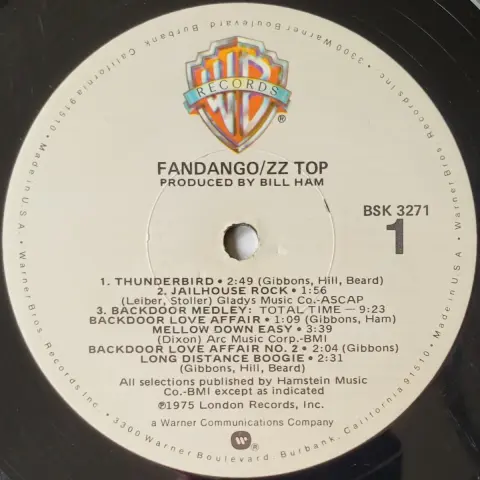 3300 Warner Boulevard Burbank, California 91510 • Made in U.S.A. • Warner Bros. Records Inc. • 3300 Warner Boulevard, Burbank, California 91510 • Made in U.S.A. • Warner Bros. Records Inc. •
WB
RECORDS
®
FANDANGO/ZZ TOP
PRODUCED BY BILL HAM
BSK 3271
1
1. THUNDERBIRD • 2:49 (Gibbons, Hill, Beard)
2. JAILHOUSE ROCK • 1:56
(Leiber, Stoller) Gladys Music Co.-ASCAP
3. BACKDOOR MEDLEY: TOTAL TIME — 9:23
BACKDOOR LOVE AFFAIR • 1:09 (Gibbons, Ham)
MELLOW DOWN EASY • 3:39
(Dixon) Arc Music Corp.-BMI
BACKDOOR LOVE AFFAIR NO. 2 • 2:04 (Gibbons)
LONG DISTANCE BOOGIE • 2:31
(Gibbons, Hill, Beard)
All selections published by Hamstein Music
Co.-BMI except as indicated
℗1975 London Records, Inc.
a Warner Communications Company